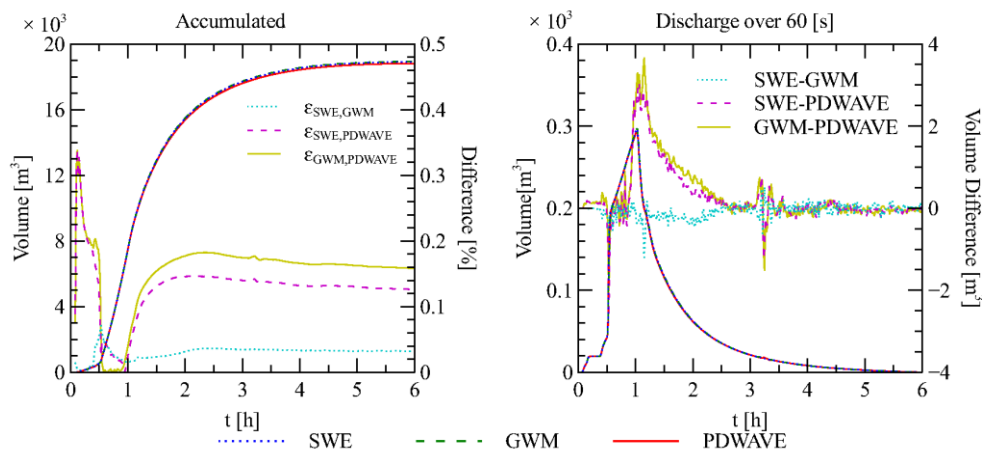 × 10³ Accumulated
20
16
12
8
4
0
Volume [m³]
0.5
0.4
0.3
0.2
0.1
0
Difference [%]
εSWE,GWM
εSWE,PDWAVE
εGWM,PDWAVE
0 1 2 3 4 5 6
t [h]
× 10³ Discharge over 60 [s]
0.4
0.3
0.2
0.1
0
Volume[m³]
4
2
0
−2
−4
Volume Difference [m³]
SWE-GWM
SWE-PDWAVE
GWM-PDWAVE
0 1 2 3 4 5 6
t [h]
SWE GWM PDWAVE